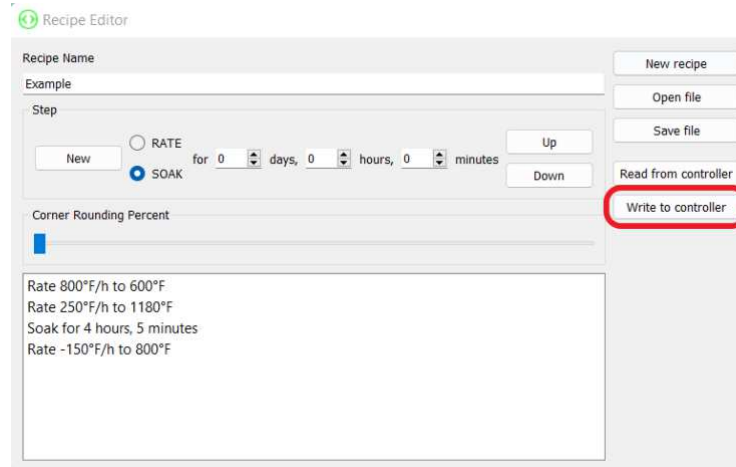 Recipe Editor
Recipe Name
Example
Step
New
RATE
SOAK
for 0 days, 0 hours, 0 minutes
Up
Down
Corner Rounding Percent
Rate 800°F/h to 600°F
Rate 250°F/h to 1180°F
Soak for 4 hours, 5 minutes
Rate -150°F/h to 800°F
New recipe
Open file
Save file
Read from controller
Write to controller